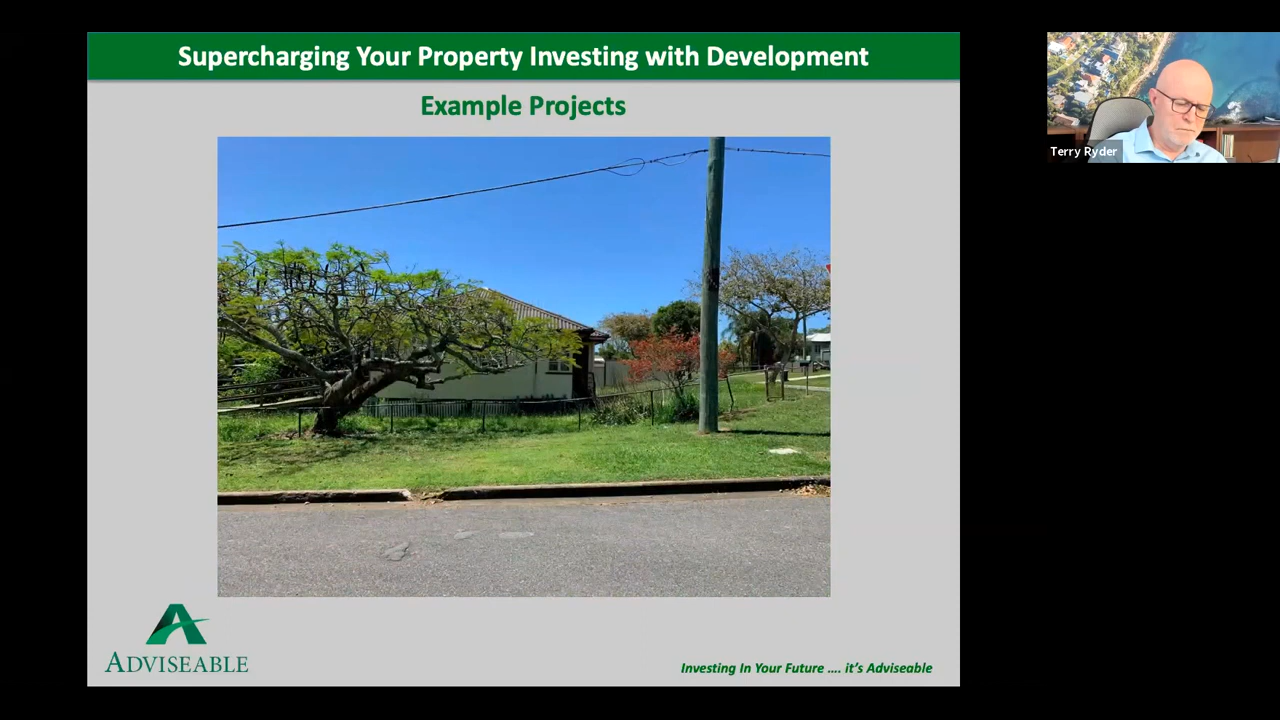 Supercharging Your Property Investing with Development
Example Projects
Terry Ryder
ADVISEABLE
Investing In Your Future .... it's Adviseable